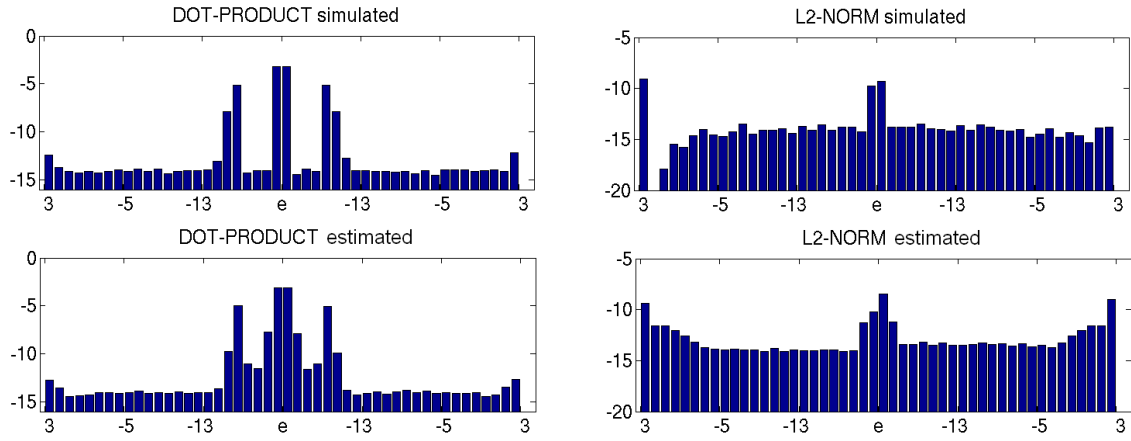 DOT-PRODUCT simulated
0
-5
-10
-15
3 -5 -13 e -13 -5 3
L2-NORM simulated
-5
-10
-15
-20
3 -5 -13 e -13 -5 3
DOT-PRODUCT estimated
0
-5
-10
-15
3 -5 -13 e -13 -5 3
L2-NORM estimated
-5
-10
-15
-20
3 -5 -13 e -13 -5 3